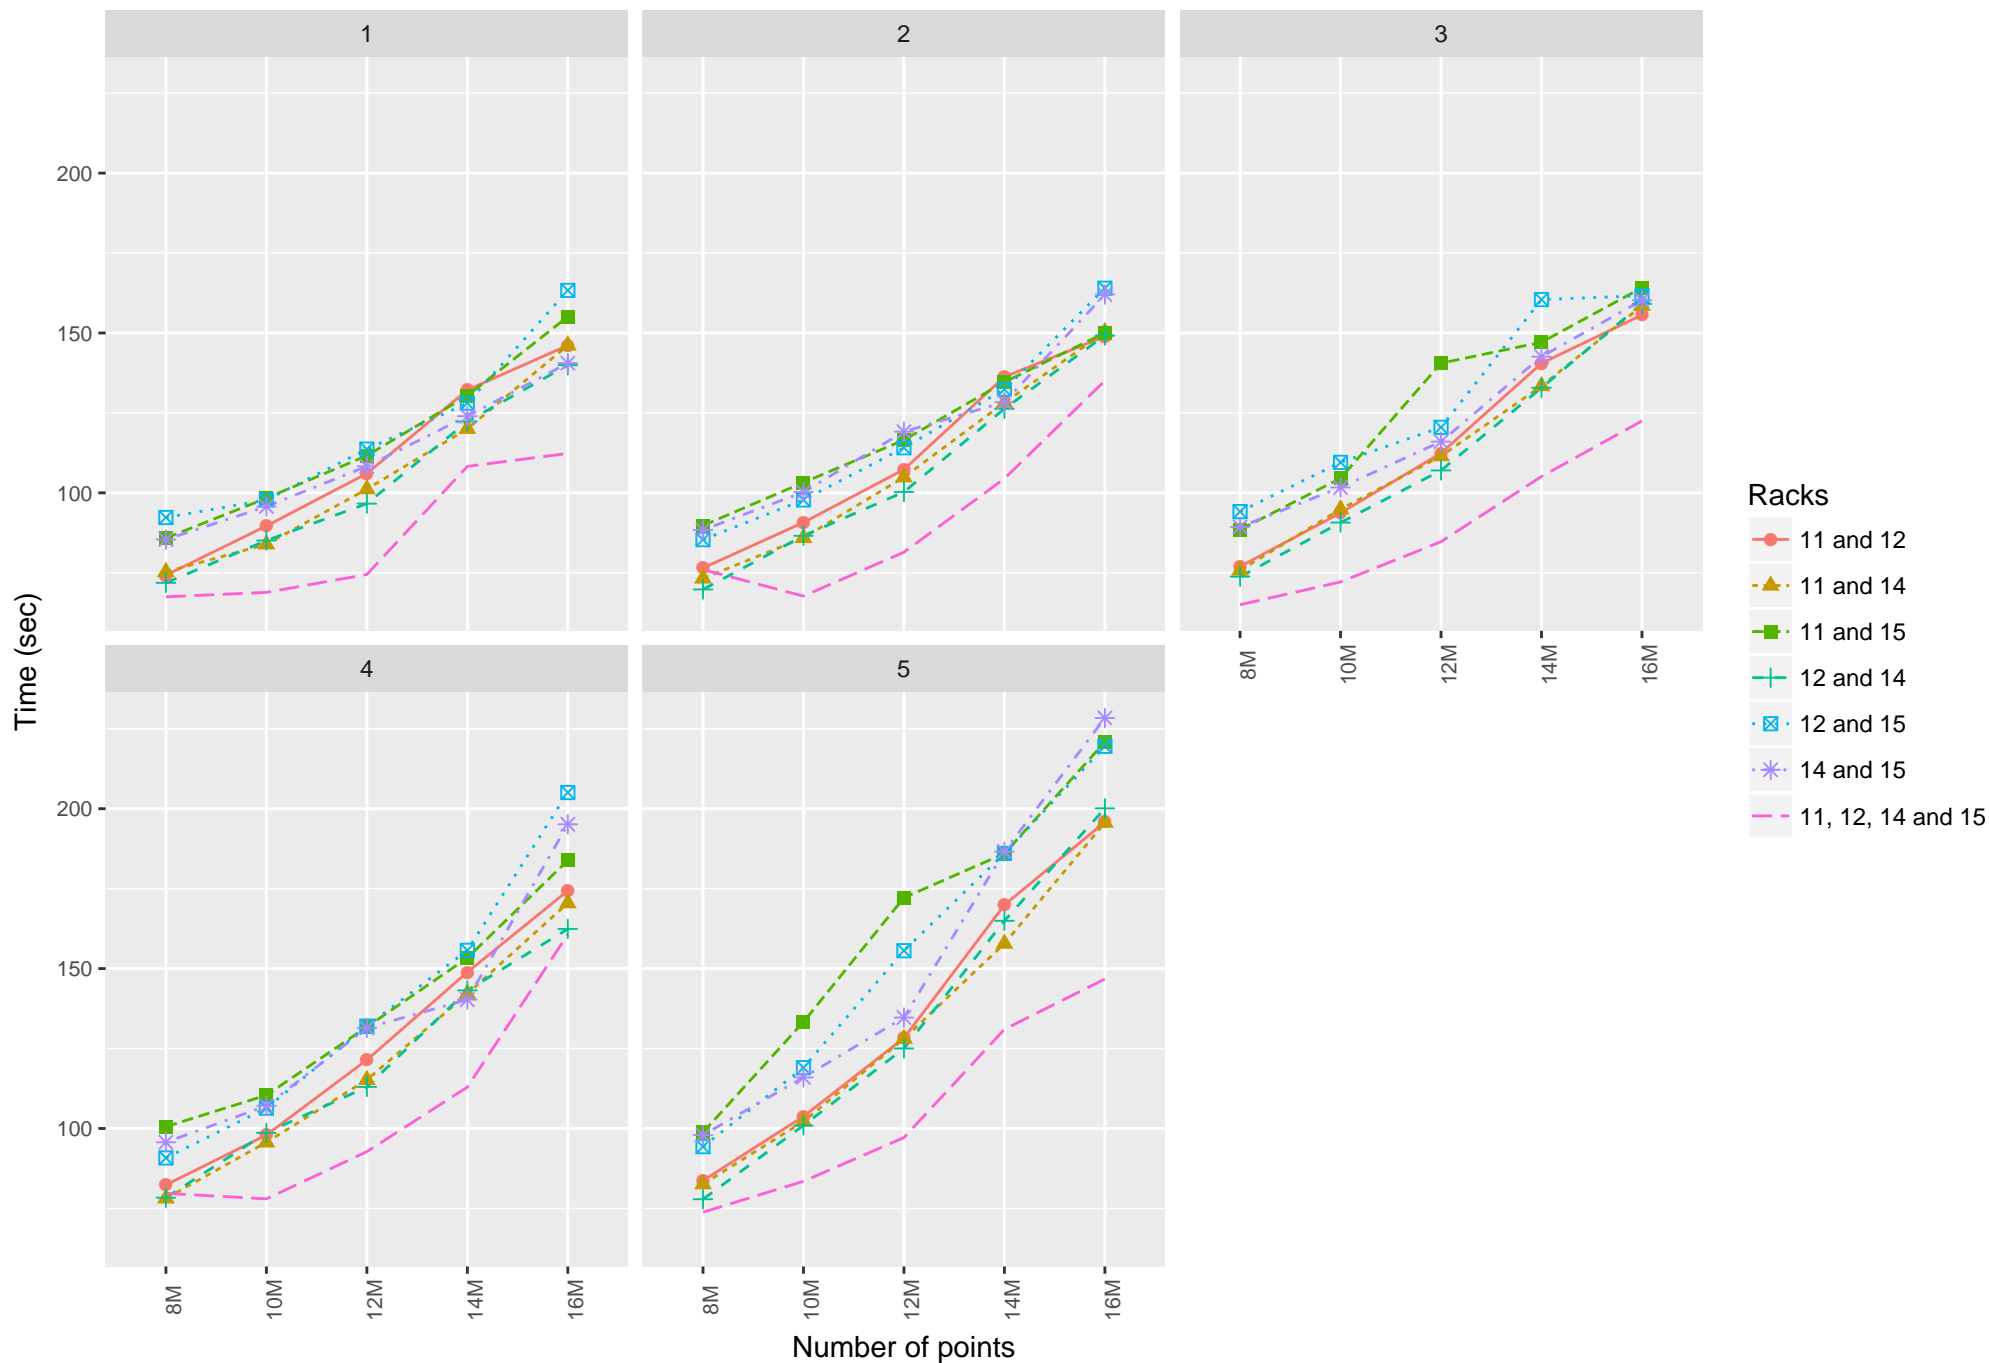 1
2
3
200
150
100
8M
10M
12M
14M
16M
4
5
200
150
100
8M
10M
12M
14M
16M
8M
10M
12M
14M
16M
Time (sec)
Number of points
Racks
11 and 12
11 and 14
11 and 15
12 and 14
12 and 15
14 and 15
11, 12, 14 and 15